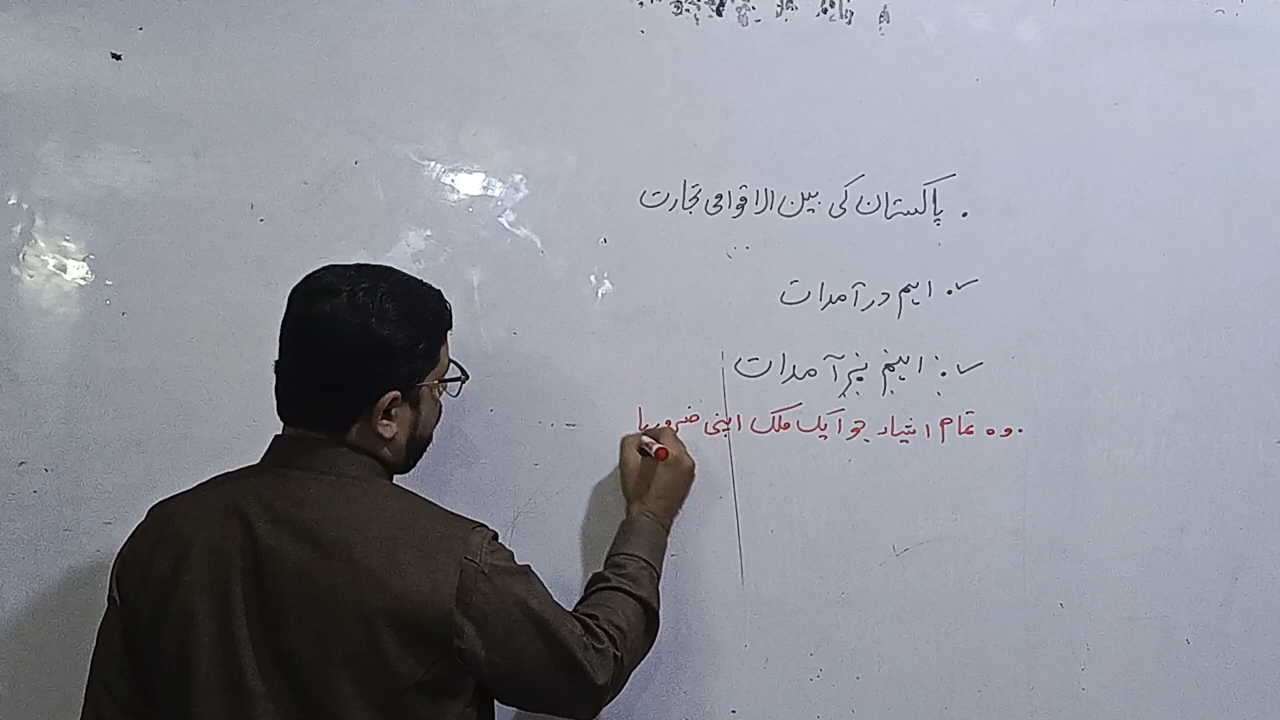 پاکستان کی بین الاقوامی تجارت
اہم درآمدات
اہم برآمدات
وہ تمام اشیاء جو ایک ملک اپنی ضروریا